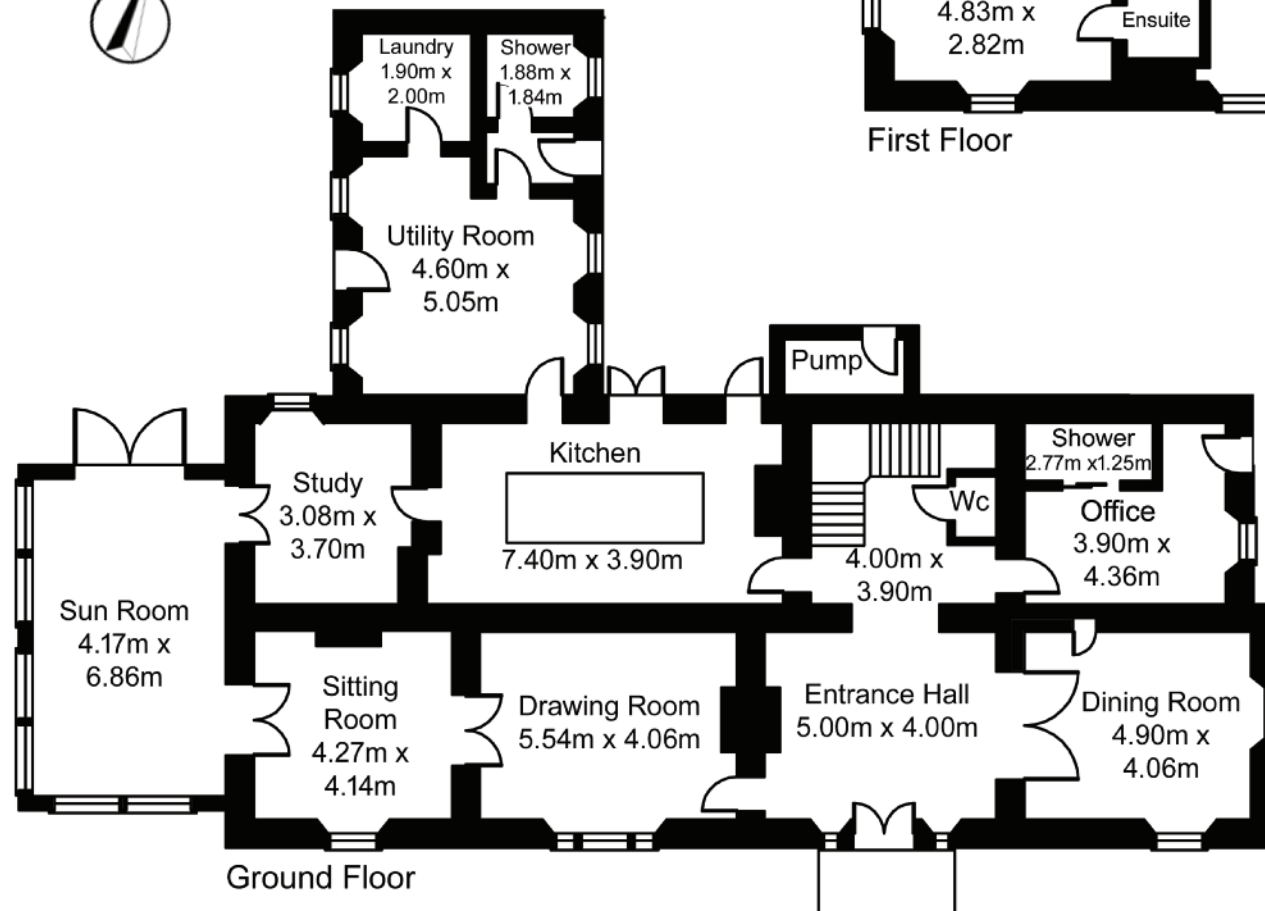 4.83m x
2.82m
Ensuite
First Floor
Laundry
1.90m x
2.00m
Shower
1.88m x
1.84m
Utility Room
4.60m x
5.05m
Pump
Kitchen
7.40m x 3.90m
Study
3.08m x
3.70m
Wc
4.00m x
3.90m
Shower
2.77m x1.25m
Office
3.90m x
4.36m
Sun Room
4.17m x
6.86m
Sitting
Room
4.27m x
4.14m
Drawing Room
5.54m x 4.06m
Entrance Hall
5.00m x 4.00m
Dining Room
4.90m x
4.06m
Ground Floor